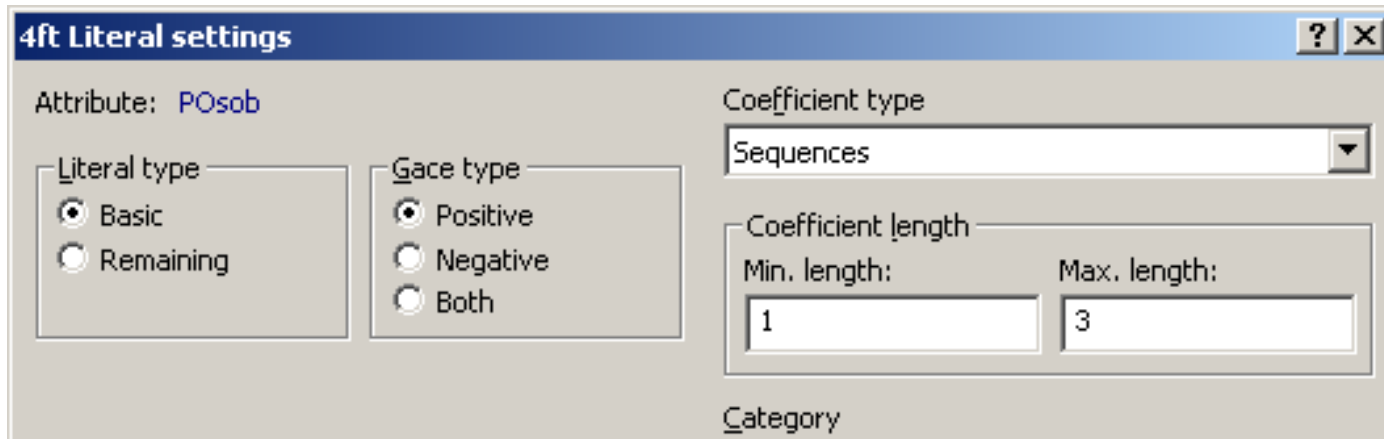 4ft Literal settings
Attribute: POsob
Literal type
Basic
Remaining
Gace type
Positive
Negative
Both
Coefficient type
Sequences
Coefficient length
Min. length: Max. length:
1 3
Category